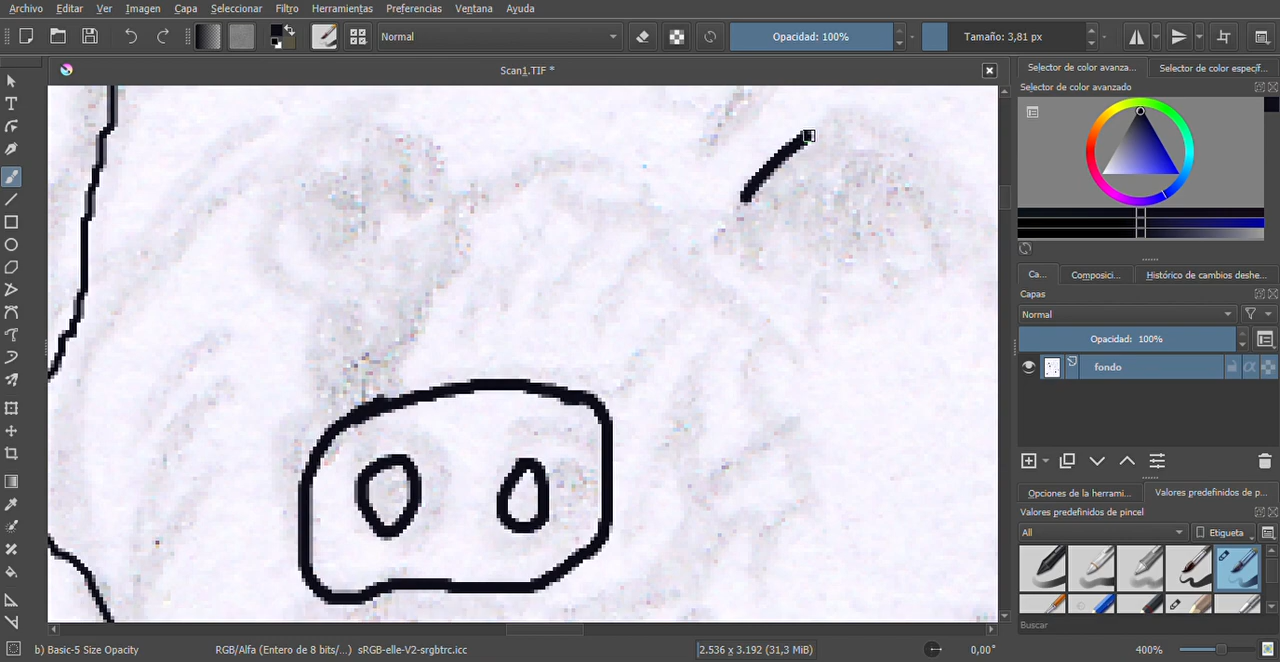 Archivo Editar Ver Imagen Capa Seleccionar Filtro Herramientas Preferencias Ventana Ayuda
Normal Opacidad: 100% Tamaño: 3,81 px
Scan1.TIF *
Selector de color avanza... Selector de color específ...
Selector de color avanzado
Ca... Composici... Histórico de cambios deshe...
Capas
Normal
Opacidad: 100%
fondo
Opciones de la herrami... Valores predefinidos de p...
Valores predefinidos de pincel
All Etiqueta
Buscar
b) Basic-5 Size Opacity RGB/Alfa (Entero de 8 bits/...) sRGB-elle-V2-srgbtrc.icc 2.536 x 3.192 (31,3 MiB) 0,00° 400%